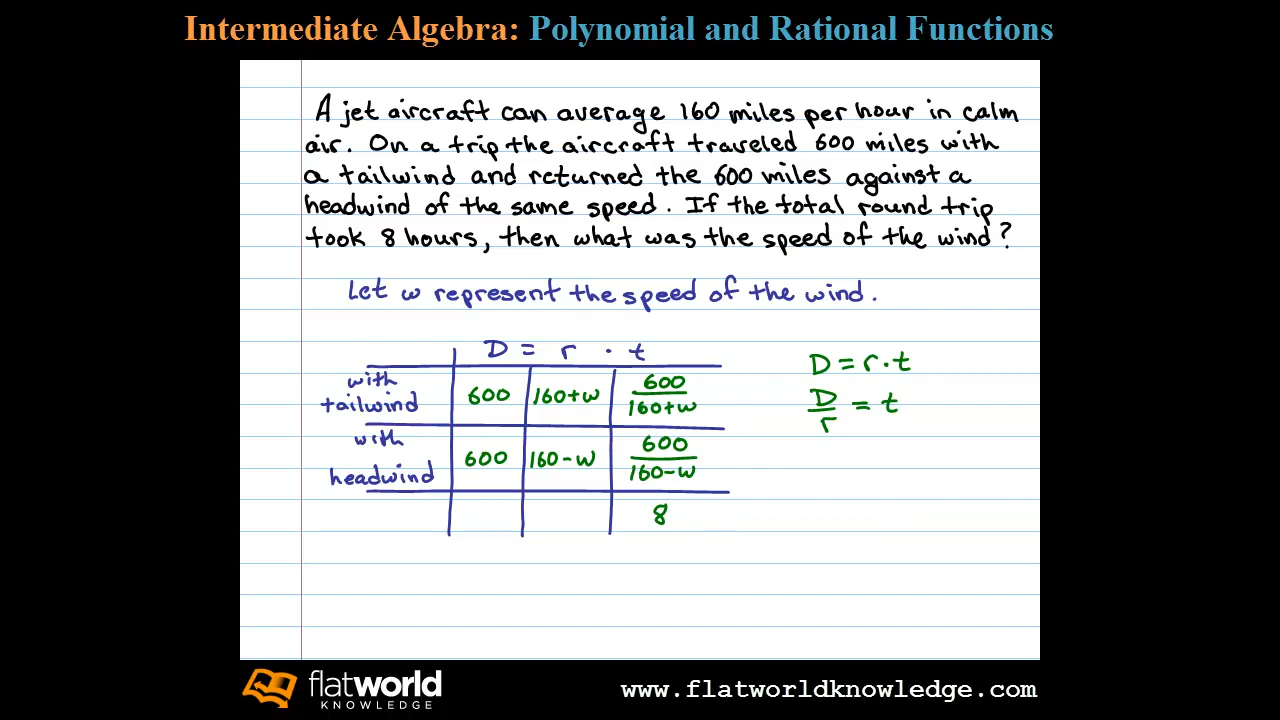 Intermediate Algebra: Polynomial and Rational Functions
A jet aircraft can average 160 miles per hour in calm
air. On a trip the aircraft traveled 600 miles with
a tailwind and returned the 600 miles against a
headwind of the same speed. If the total round trip
took 8 hours, then what was the speed of the wind?
Let w represent the speed of the wind.
D = r · t
with tailwind 600 160+w 600/160+w
with headwind 600 160-w 600/160-w
8
D = r · t
D/r = t
flatworld
KNOWLEDGE
www.flatworldknowledge.com